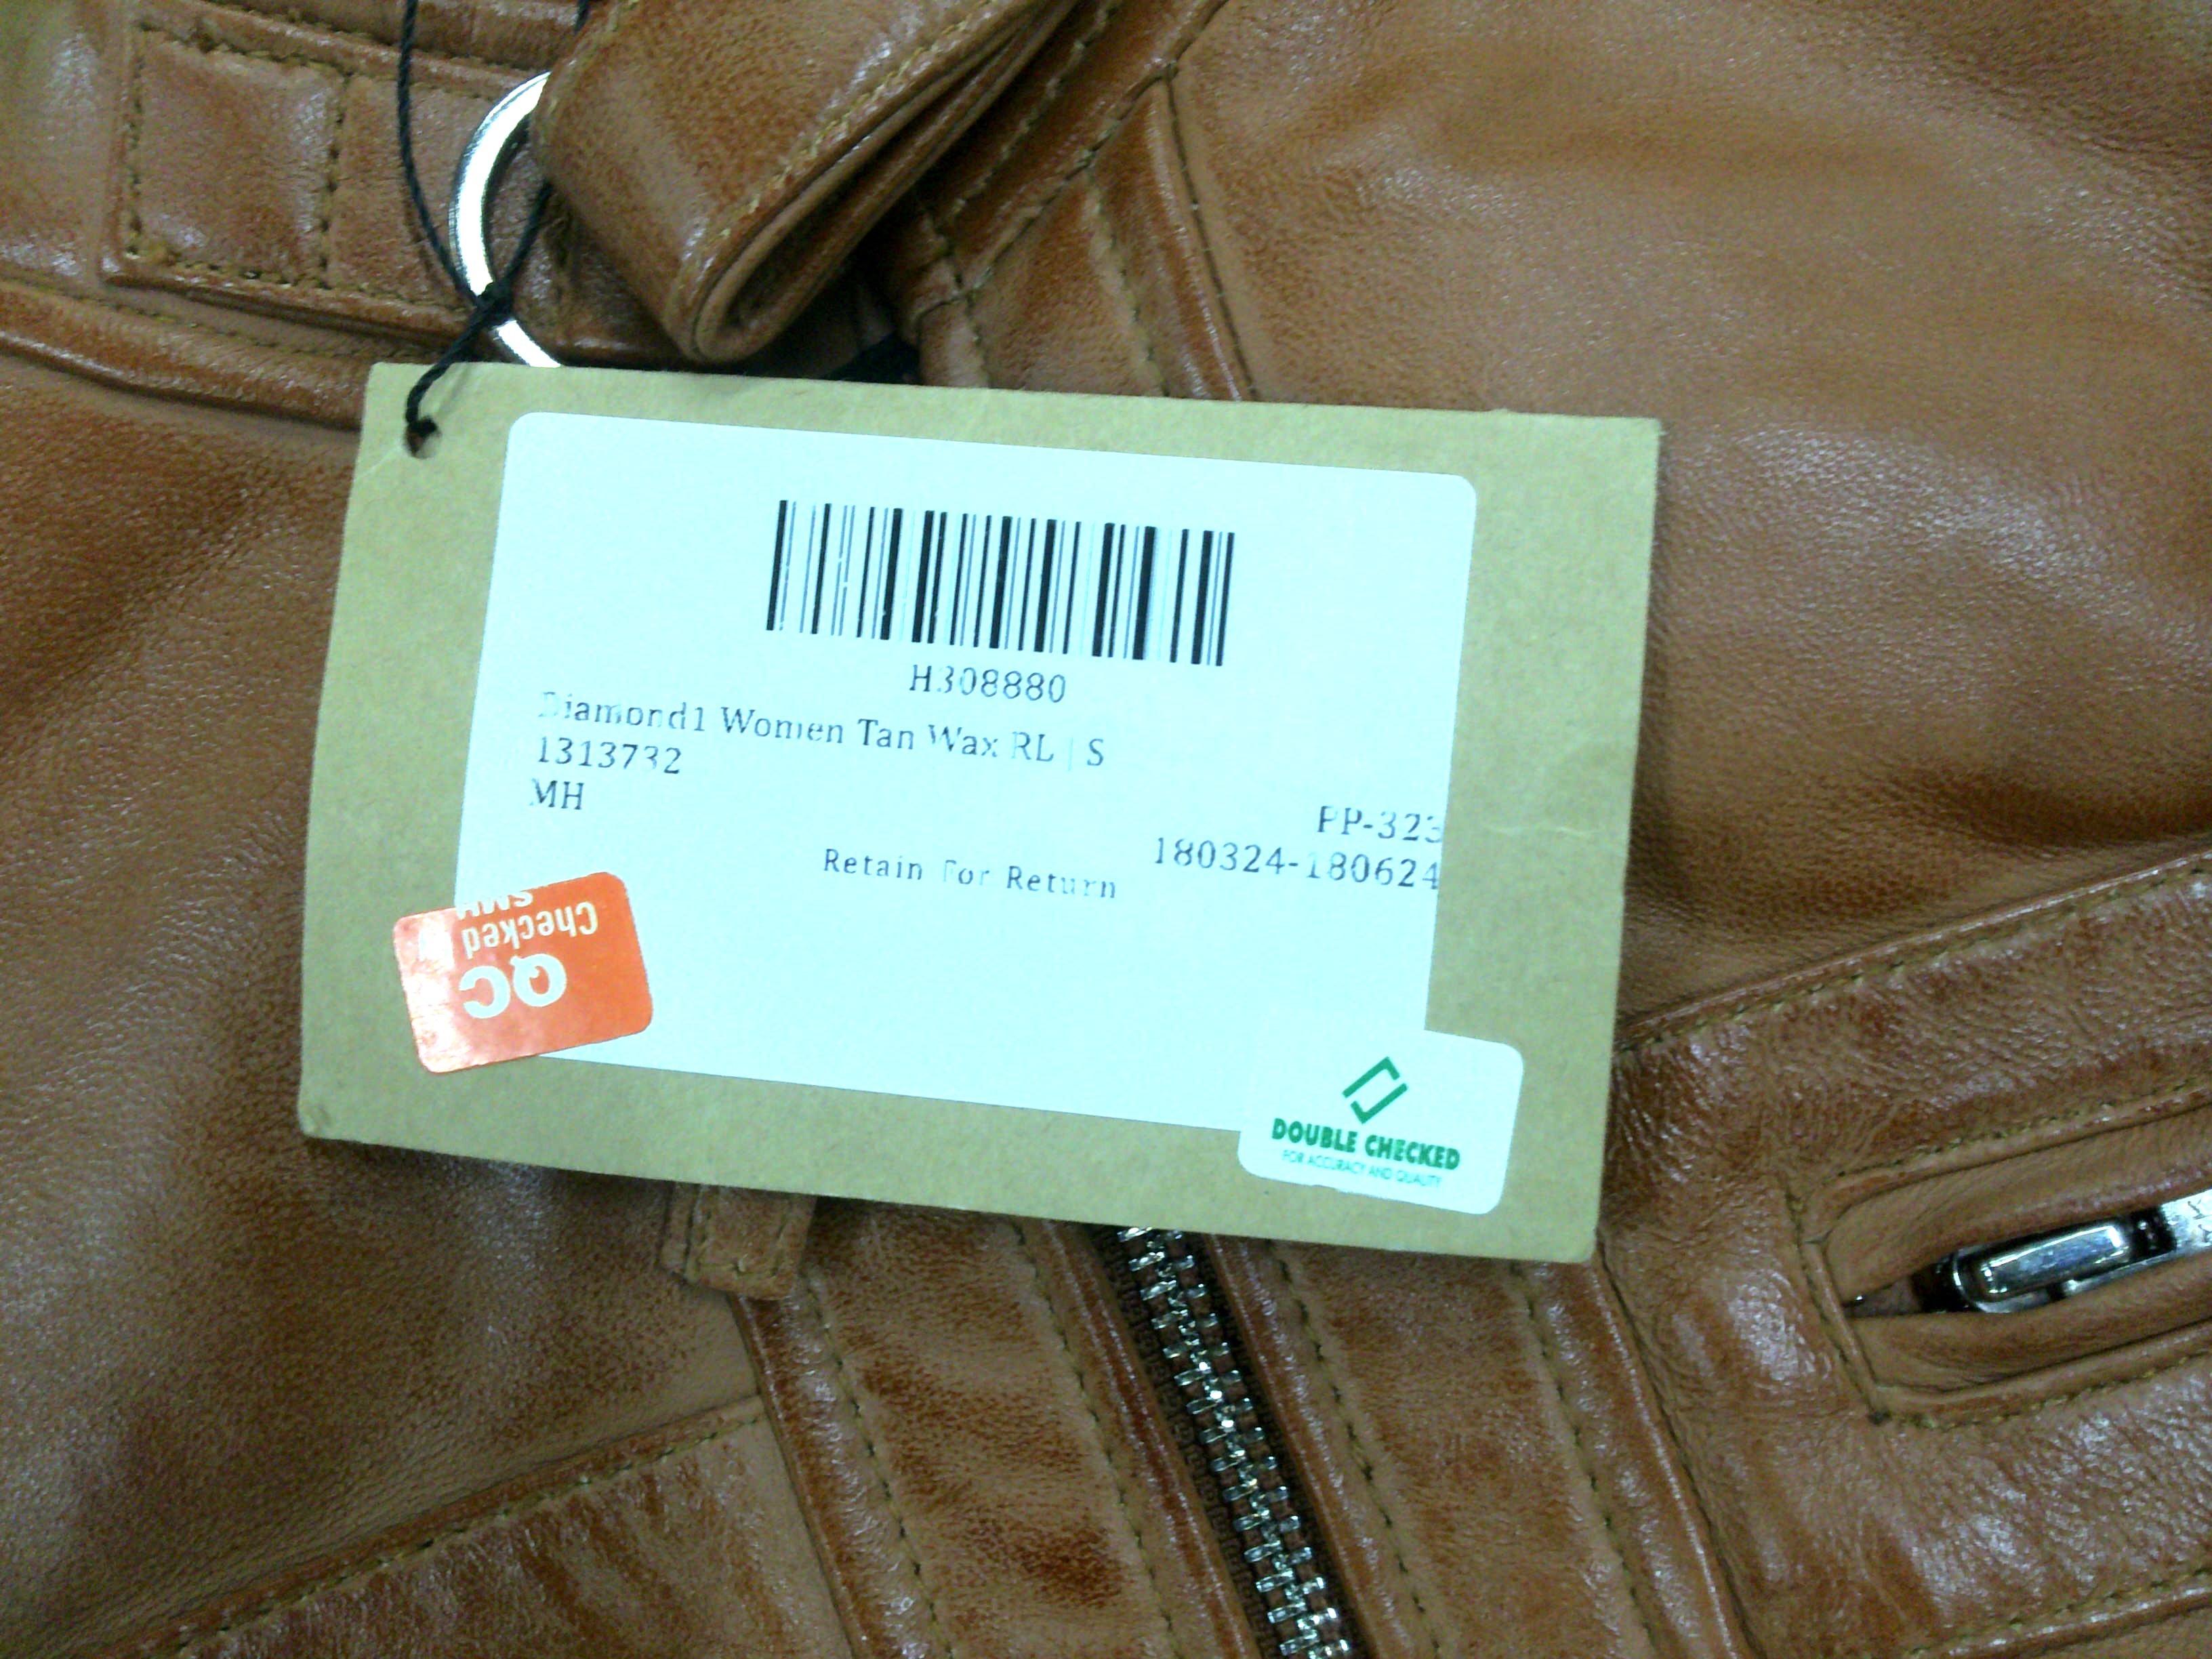 H308880
Diamond1 Women Tan Wax RL | S
1313732
MH
PP-323
180324-180624
Retain For Return
QC
Checked
DOUBLE CHECKED
FOR ACCURACY AND QUALITY